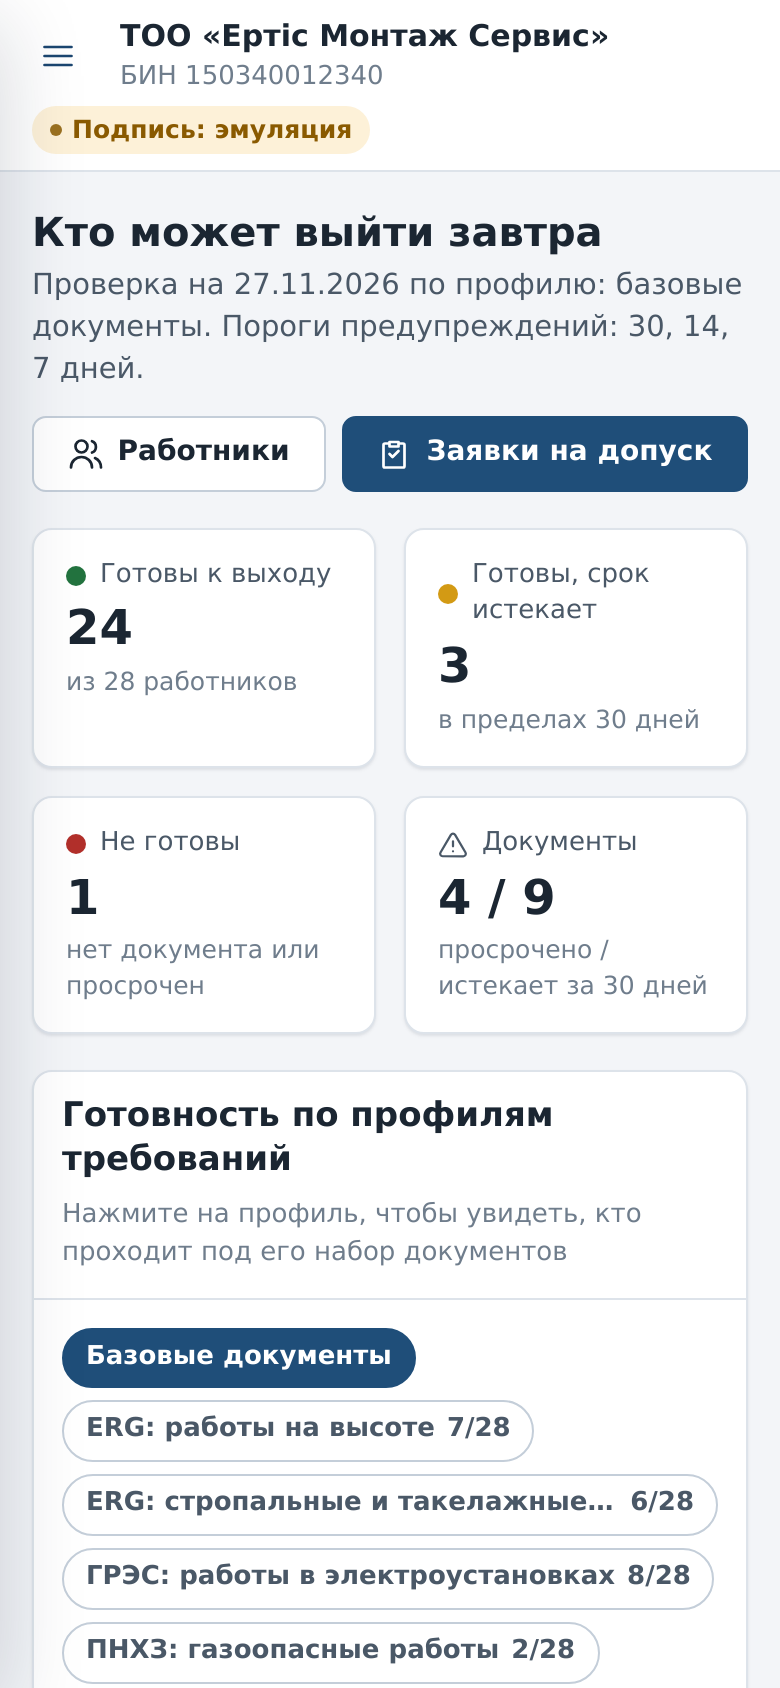 ТОО «Ертіс Монтаж Сервис»
БИН 150340012340
Подпись: эмуляция
Кто может выйти завтра
Проверка на 27.11.2026 по профилю: базовые
документы. Пороги предупреждений: 30, 14,
7 дней.
Работники
Заявки на допуск
Готовы к выходу
24
из 28 работников
Готовы, срок
истекает
3
в пределах 30 дней
Не готовы
1
нет документа или
просрочен
Документы
4 / 9
просрочено /
истекает за 30 дней
Готовность по профилям
требований
Нажмите на профиль, чтобы увидеть, кто
проходит под его набор документов
Базовые документы
ERG: работы на высоте 7/28
ERG: стропальные и такелажные... 6/28
ГРЭС: работы в электроустановках 8/28
ПНХЗ: газоопасные работы 2/28